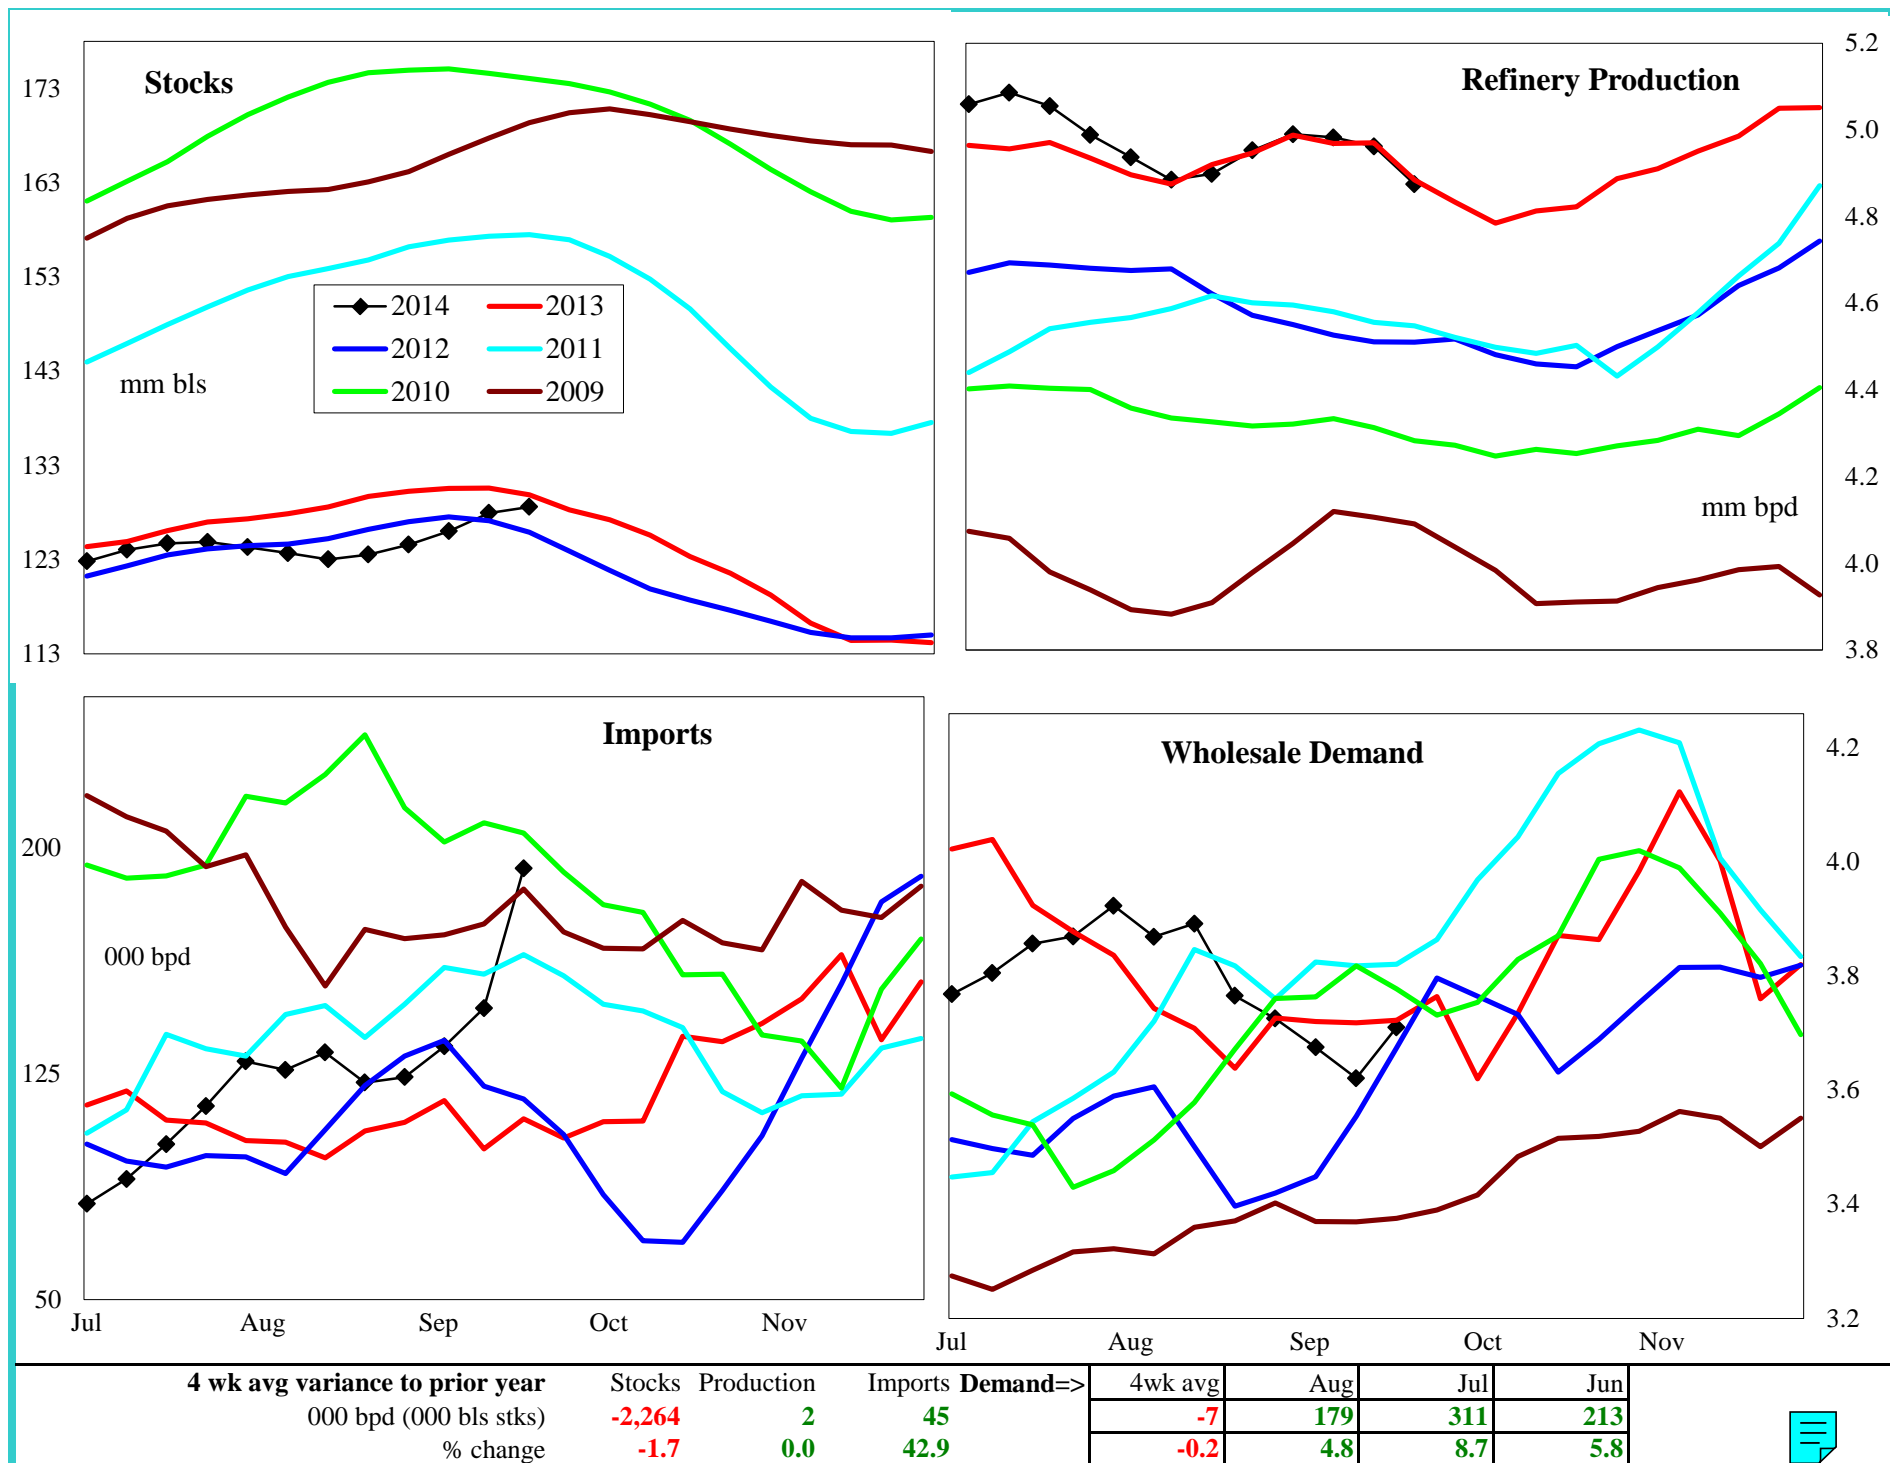 Stocks
173
163
153
143
133
123
113
mm bls
2014 2013
2012 2011
2010 2009
Refinery Production
5.2
5.0
4.8
4.6
4.4
4.2
4.0
3.8
mm bpd
Imports
200
125
50
000 bpd
Jul Aug Sep Oct Nov
Wholesale Demand
4.2
4.0
3.8
3.6
3.4
3.2
Jul Aug Sep Oct Nov
4 wk avg variance to prior year Stocks Production Imports Demand=> 4wk avg Aug Jul Jun
000 bpd (000 bls stks) -2,264 2 45 -7 179 311 213
% change -1.7 0.0 42.9 -0.2 4.8 8.7 5.8